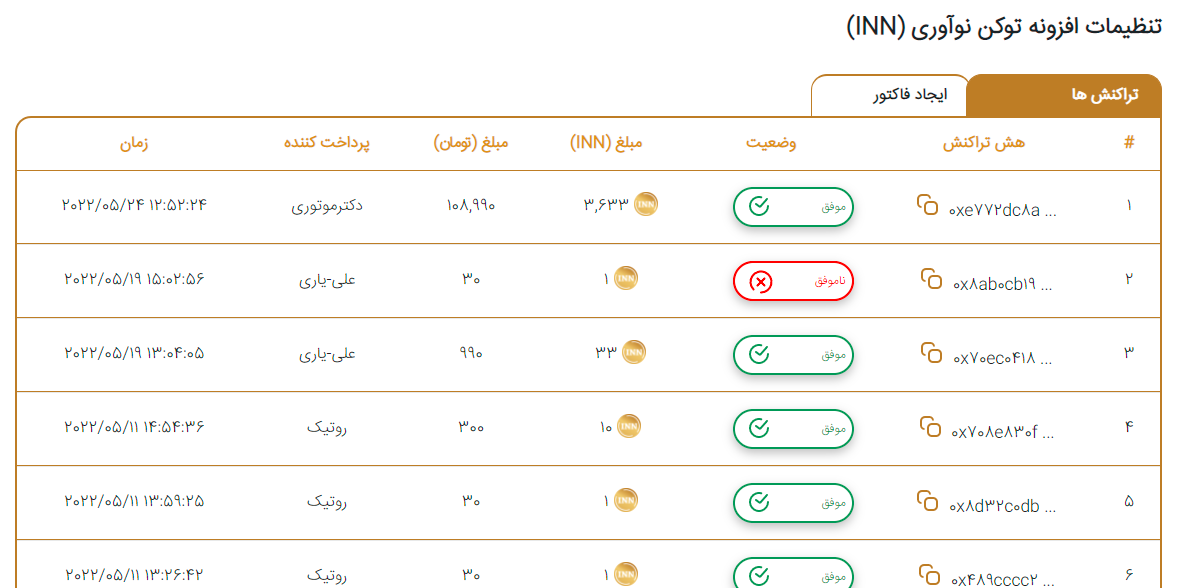 تنظیمات افزونه توکن نوآوری (INN)
تراکنش ها ایجاد فاکتور
# هش تراکنش وضعیت مبلغ (INN) مبلغ (تومان) پرداخت کننده زمان
۱ ۰xe۷۷۲dc۸a ... موفق INN ۳,۶۳۳ ۱۰۸,۹۹۰ دکترموتوری ۲۰۲۲/۰۵/۲۴ ۱۲:۵۲:۲۴
۲ ۰x۸ab۰cb۱۹ ... ناموفق INN ۱ ۳۰ علی-یاری ۲۰۲۲/۰۵/۱۹ ۱۵:۰۲:۵۶
۳ ۰x۷۰ec۰۴۱۸ ... موفق INN ۳۳ ۹۹۰ علی-یاری ۲۰۲۲/۰۵/۱۹ ۱۳:۰۴:۰۵
۴ ۰x۷۰۸e۸۳۰f ... موفق INN ۱۰ ۳۰۰ روتیک ۲۰۲۲/۰۵/۱۱ ۱۴:۵۴:۳۶
۵ ۰x۸d۳۲c۰db ... موفق INN ۱ ۳۰ روتیک ۲۰۲۲/۰۵/۱۱ ۱۳:۵۹:۲۵
۶ ۰x۴۸۹cccc۲ ... موفق INN ۱ ۳۰ روتیک ۲۰۲۲/۰۵/۱۱ ۱۳:۲۶:۴۲